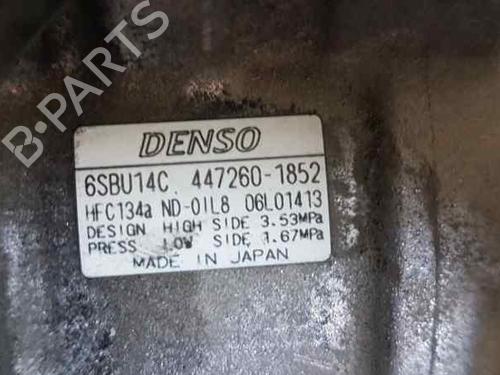 DENSO
6SBU14C 447260-1852
HFC134a ND-OIL8 06L01413
DESIGN HIGH SIDE 3.53MPa
PRESS LOW SIDE 1.67MPa
MADE IN JAPAN
B-PARTS